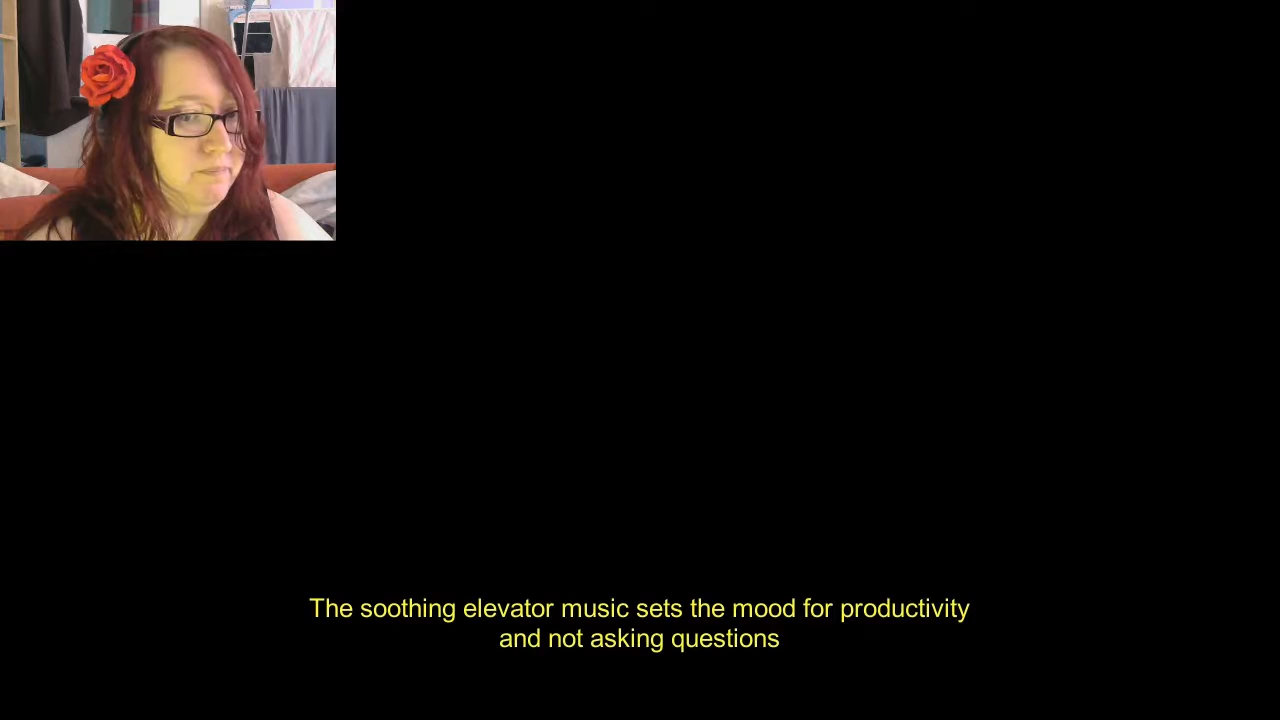 The soothing elevator music sets the mood for productivity
and not asking questions